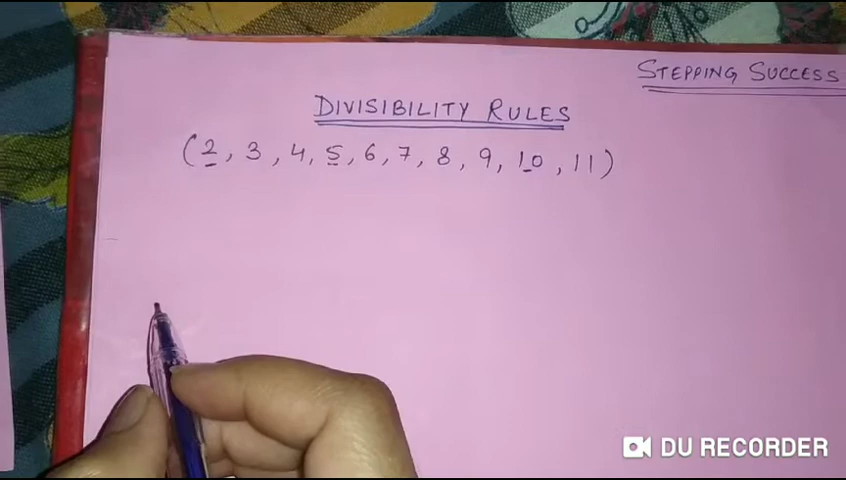 STEPPING SUCCESS
DIVISIBILITY RULES
(2, 3, 4, 5, 6, 7, 8, 9, 10, 11)
DU RECORDER